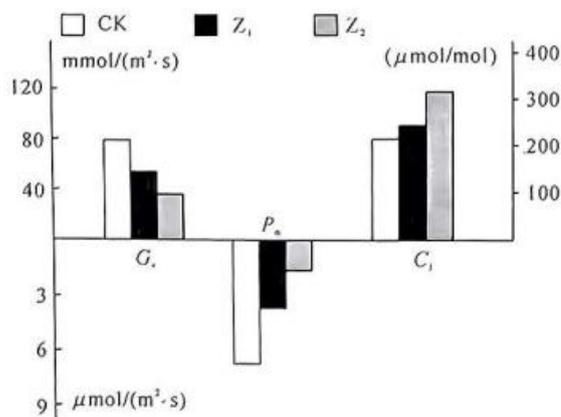 CK Z₁ Z₂
mmol/(m²·s) (μmol/mol)
400
120 300
80 200
40 100
Pₙ
Gₛ Cᵢ
3
6
9 μmol/(m²·s)